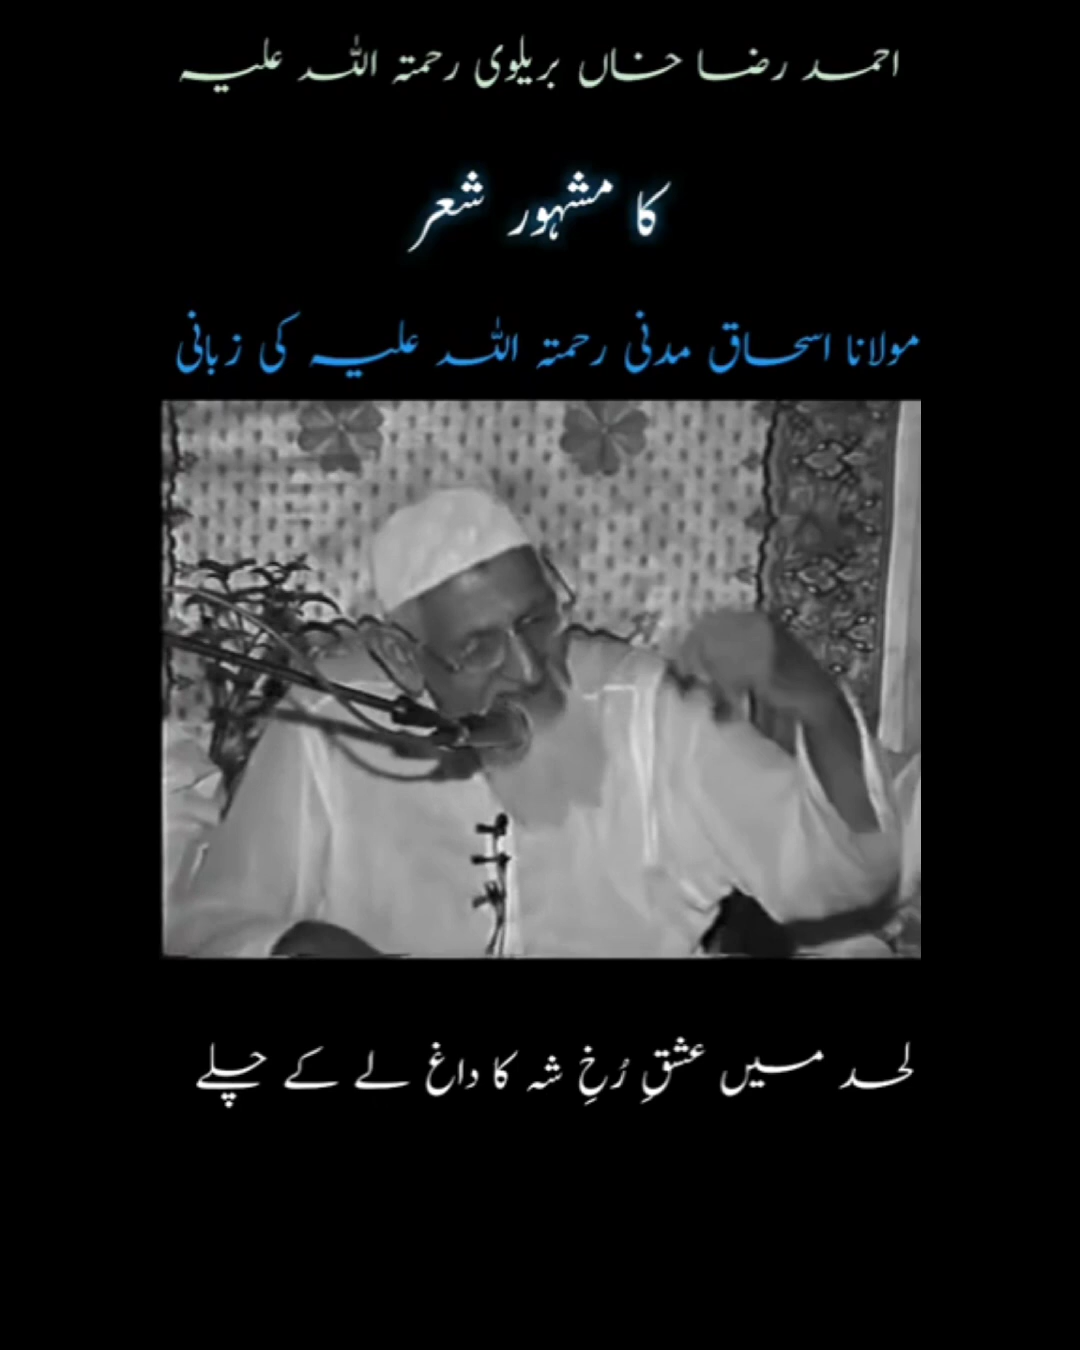 احمد رضا خاں بریلوی رحمتہ اللہ علیہ
کا مشہور شعر
مولانا اسحاق مدنی رحمتہ اللہ علیہ کی زبانی
لحد میں عشقِ رُخِ شہ کا داغ لے کے چلے